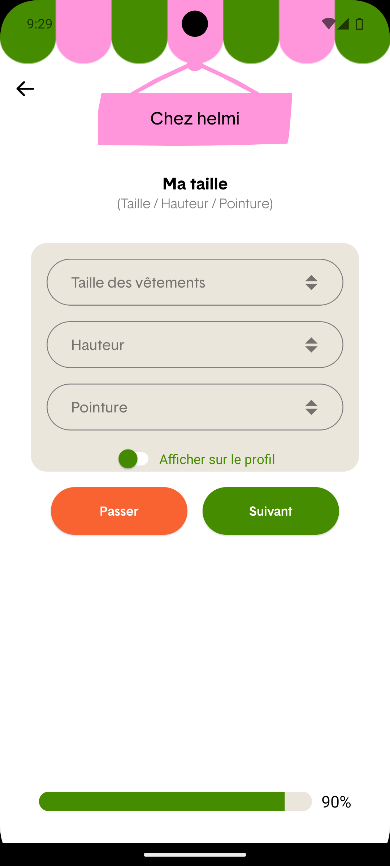 9:29
Chez helmi
Ma taille
(Taille / Hauteur / Pointure)
Taille des vêtements
Hauteur
Pointure
Afficher sur le profil
Passer
Suivant
90%